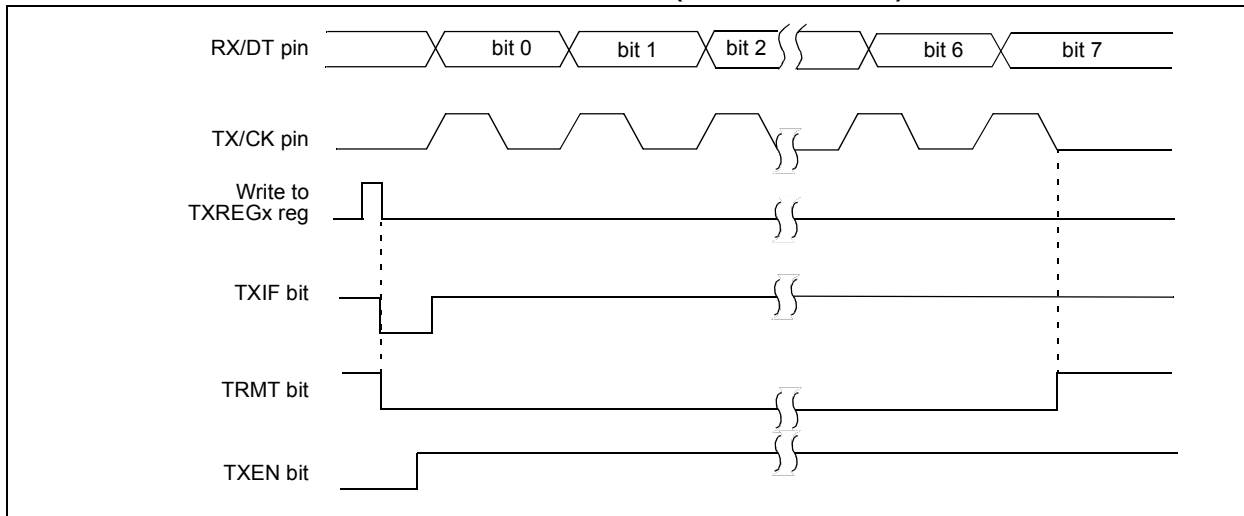 RX/DT pin
bit 0
bit 1
bit 2
bit 6
bit 7
TX/CK pin
Write to
TXREGx reg
TXIF bit
TRMT bit
TXEN bit